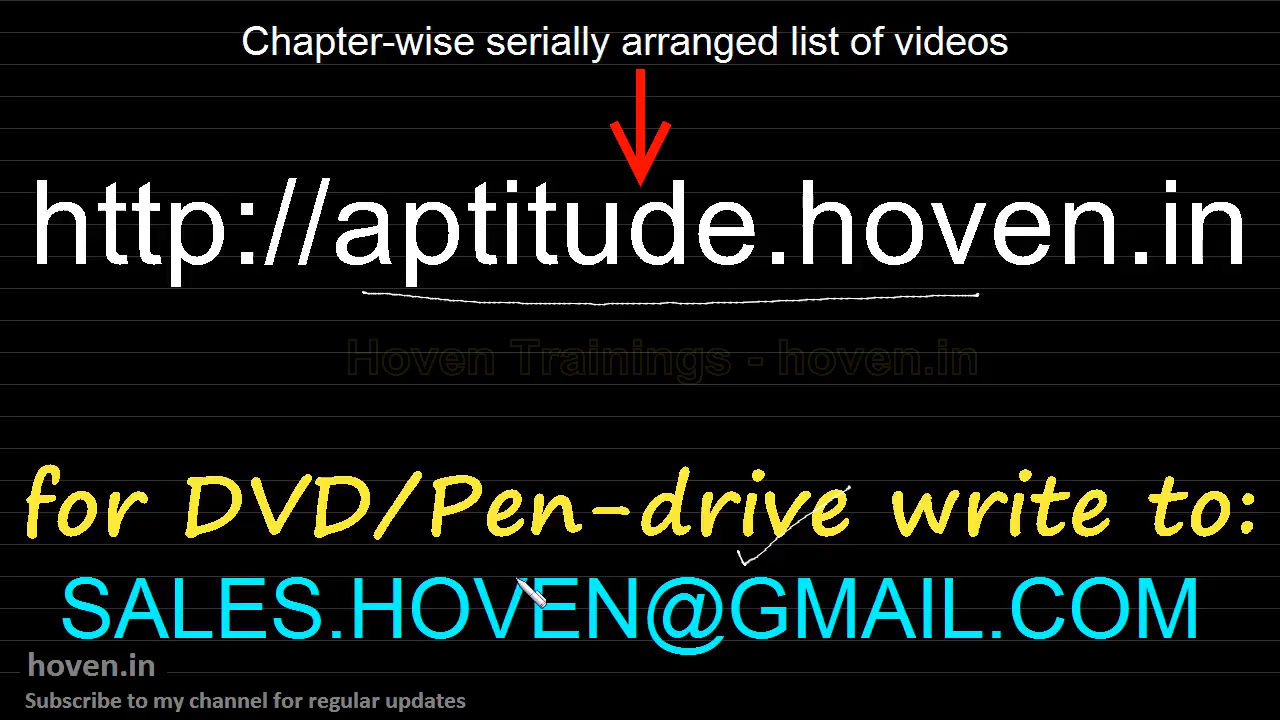 Chapter-wise serially arranged list of videos
http://aptitude.hoven.in
Hoven Trainings - hoven.in
for DVD/Pen-drive write to:
SALES.HOVEN@GMAIL.COM
hoven.in
Subscribe to my channel for regular updates